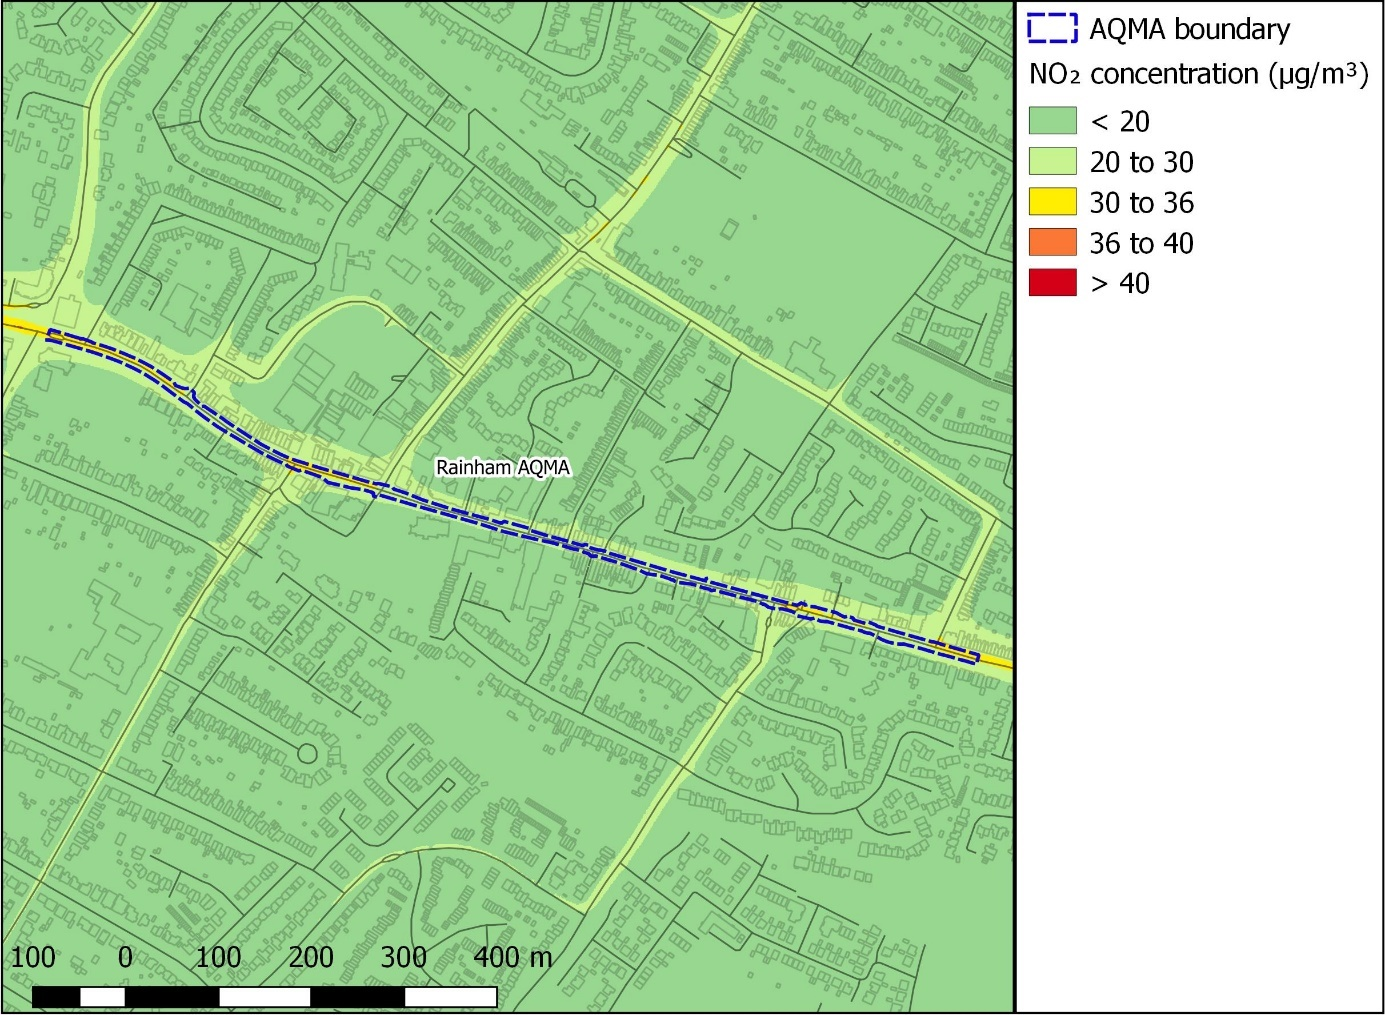 AQMA boundary
NO₂ concentration (µg/m³)
< 20
20 to 30
30 to 36
36 to 40
> 40
Rainham AQMA
100 0 100 200 300 400 m